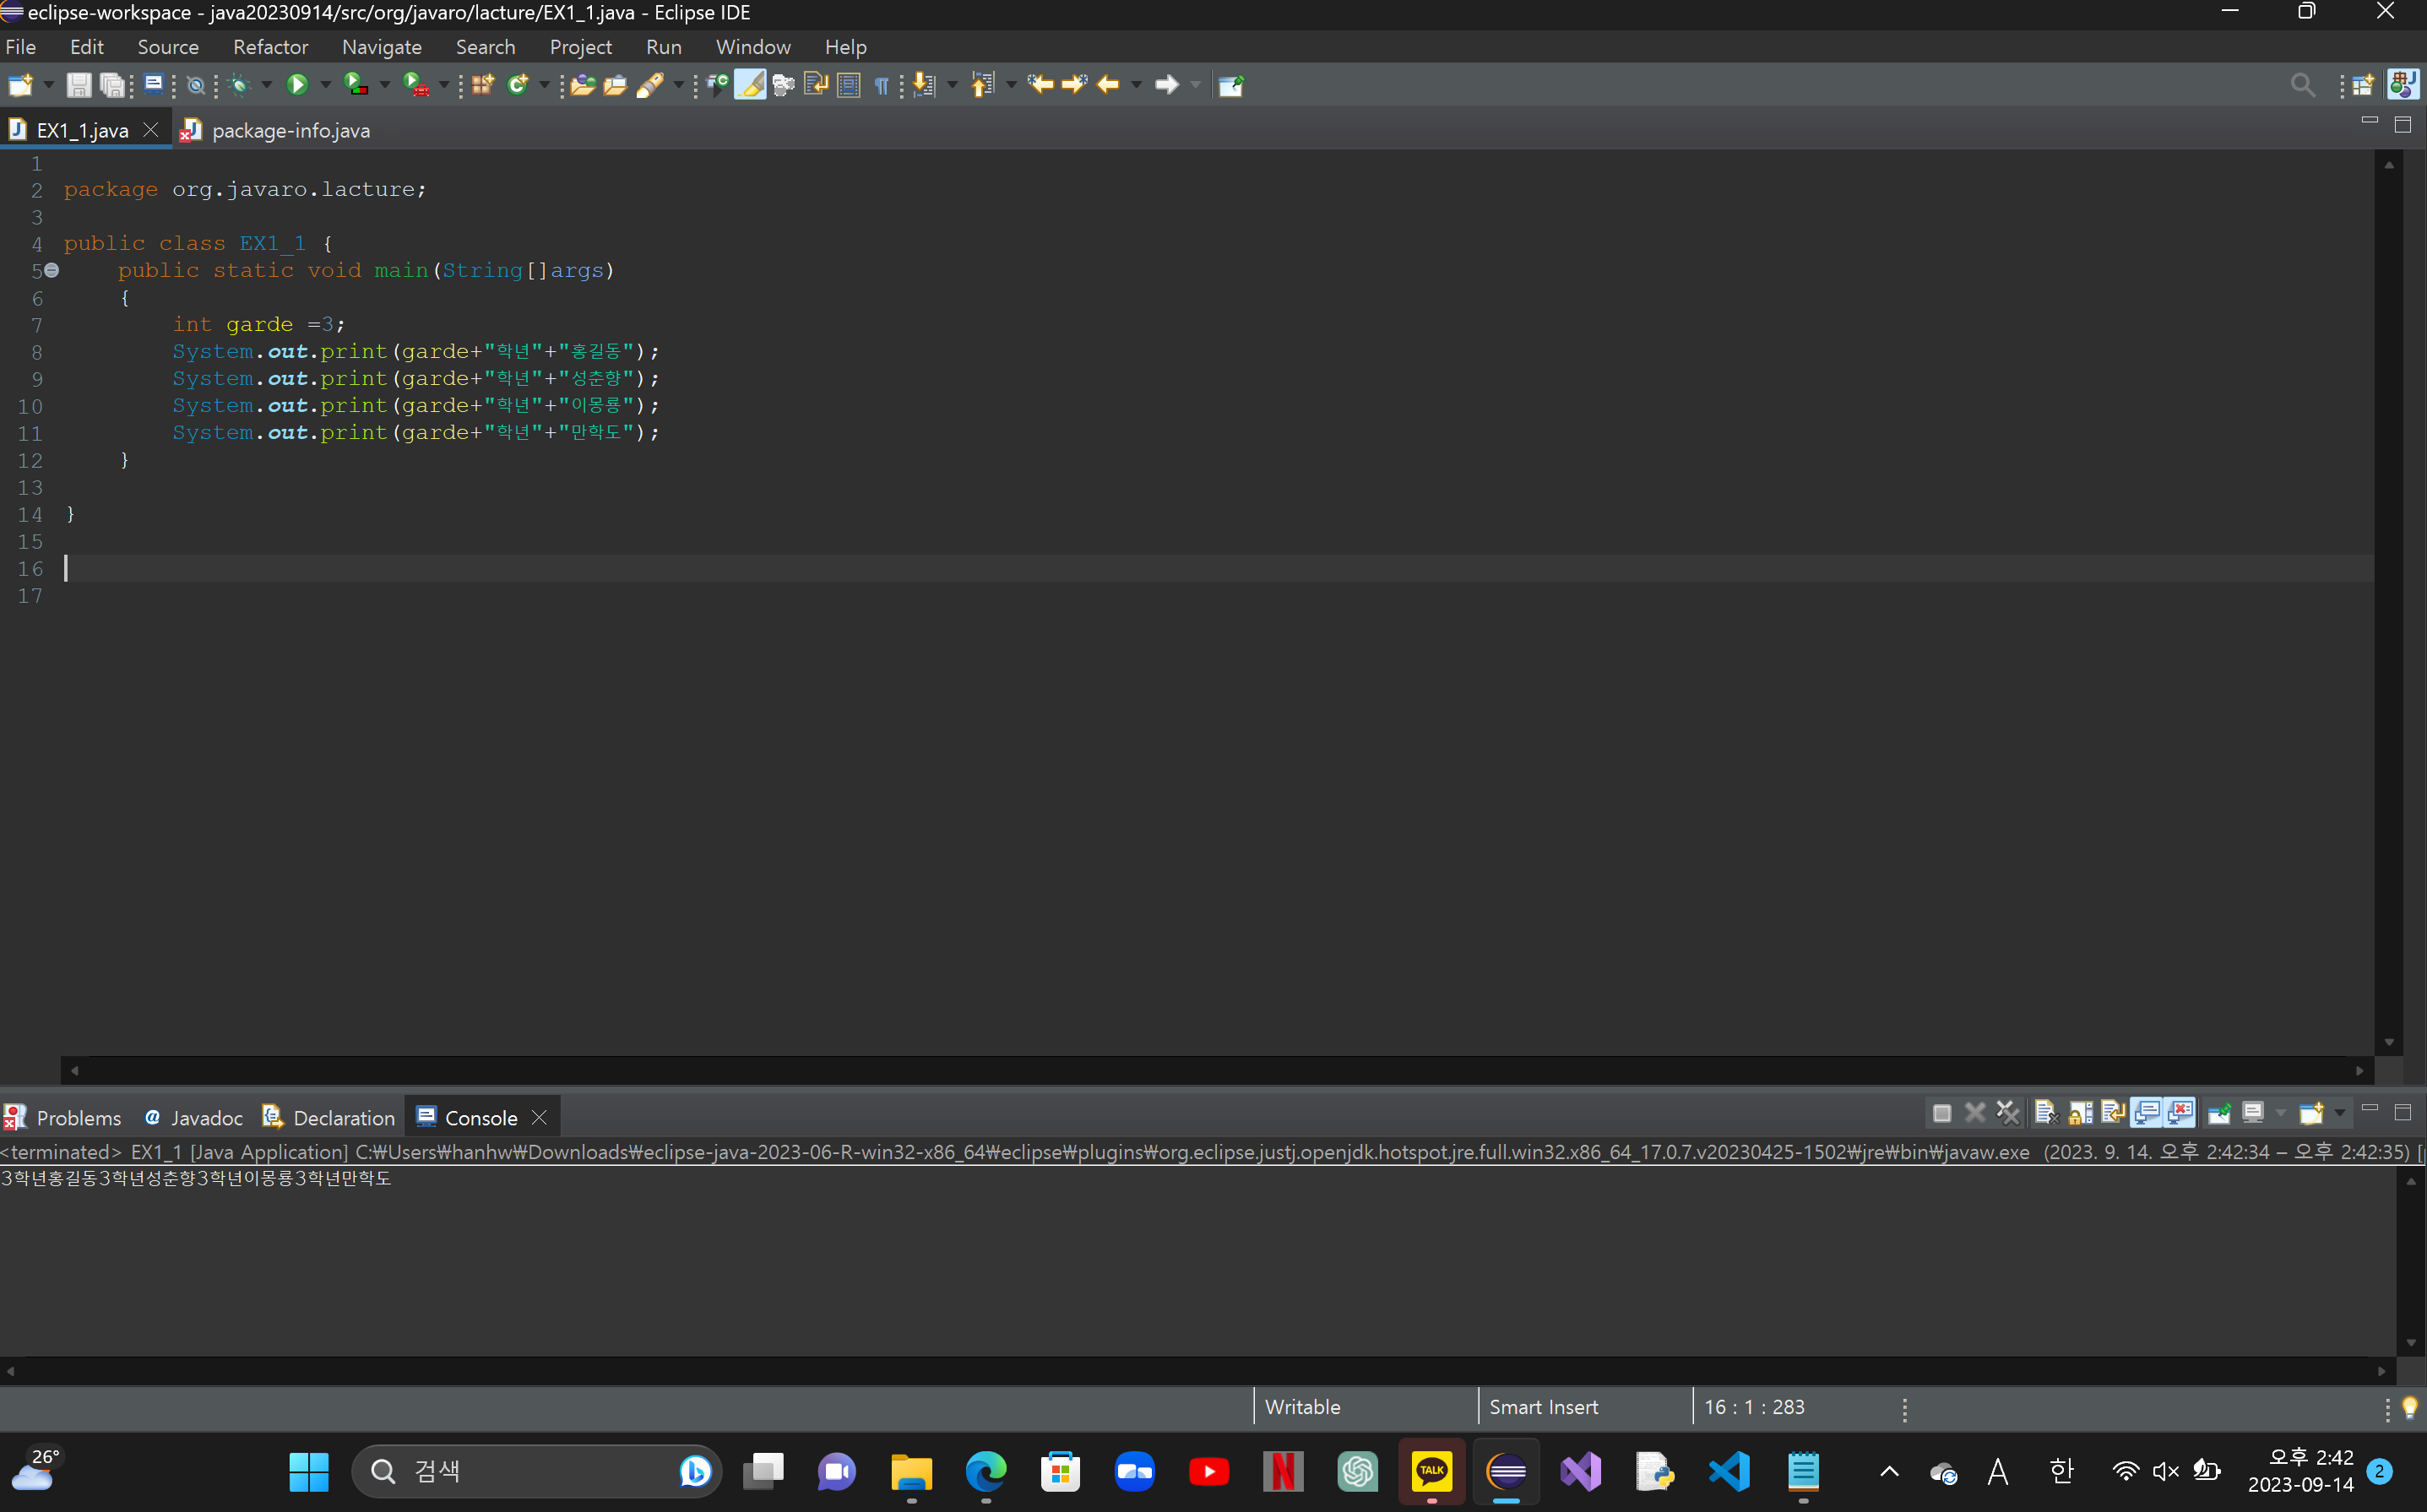 eclipse-workspace - java20230914/src/org/javaro/lacture/EX1_1.java - Eclipse IDE
File Edit Source Refactor Navigate Search Project Run Window Help
EX1_1.java package-info.java
1
2 package org.javaro.lacture;
3
4 public class EX1_1 {
5 public static void main(String[]args)
6 {
7 int garde =3;
8 System.out.print(garde+"학년"+"홍길동");
9 System.out.print(garde+"학년"+"성춘향");
10 System.out.print(garde+"학년"+"이몽룡");
11 System.out.print(garde+"학년"+"만학도");
12 }
13
14 }
15
16
17
Problems @ Javadoc Declaration Console
<terminated> EX1_1 [Java Application] C:₩Users₩hanhw₩Downloads₩eclipse-java-2023-06-R-win32-x86_64₩eclipse₩plugins₩org.eclipse.justj.openjdk.hotspot.jre.full.win32.x86_64_17.0.7.v20230425-1502₩jre₩bin₩javaw.exe (2023. 9. 14. 오후 2:42:34 – 오후 2:42:35) [
3학년홍길동3학년성춘향3학년이몽룡3학년만학도
Writable Smart Insert 16 : 1 : 283
26° 검색 TALK A 한 오후 2:42
2023-09-14 2